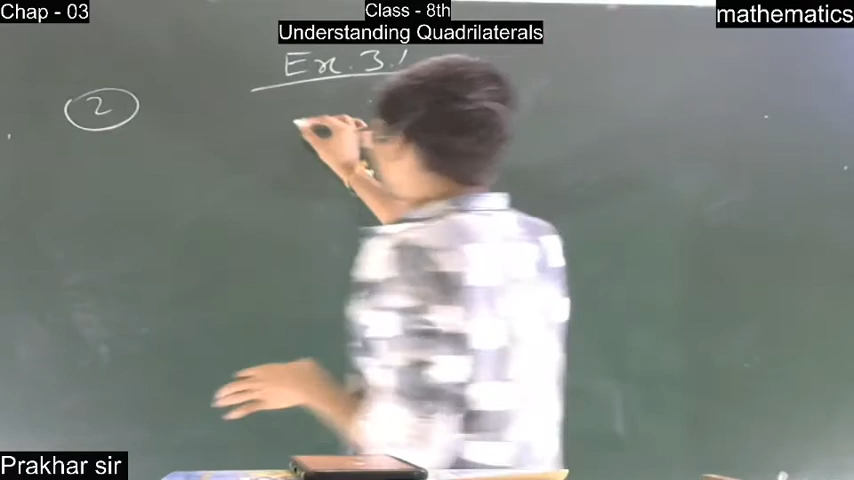 Chap - 03
Class - 8th
mathematics
Understanding Quadrilaterals
Ex. 3.1
2
Prakhar sir